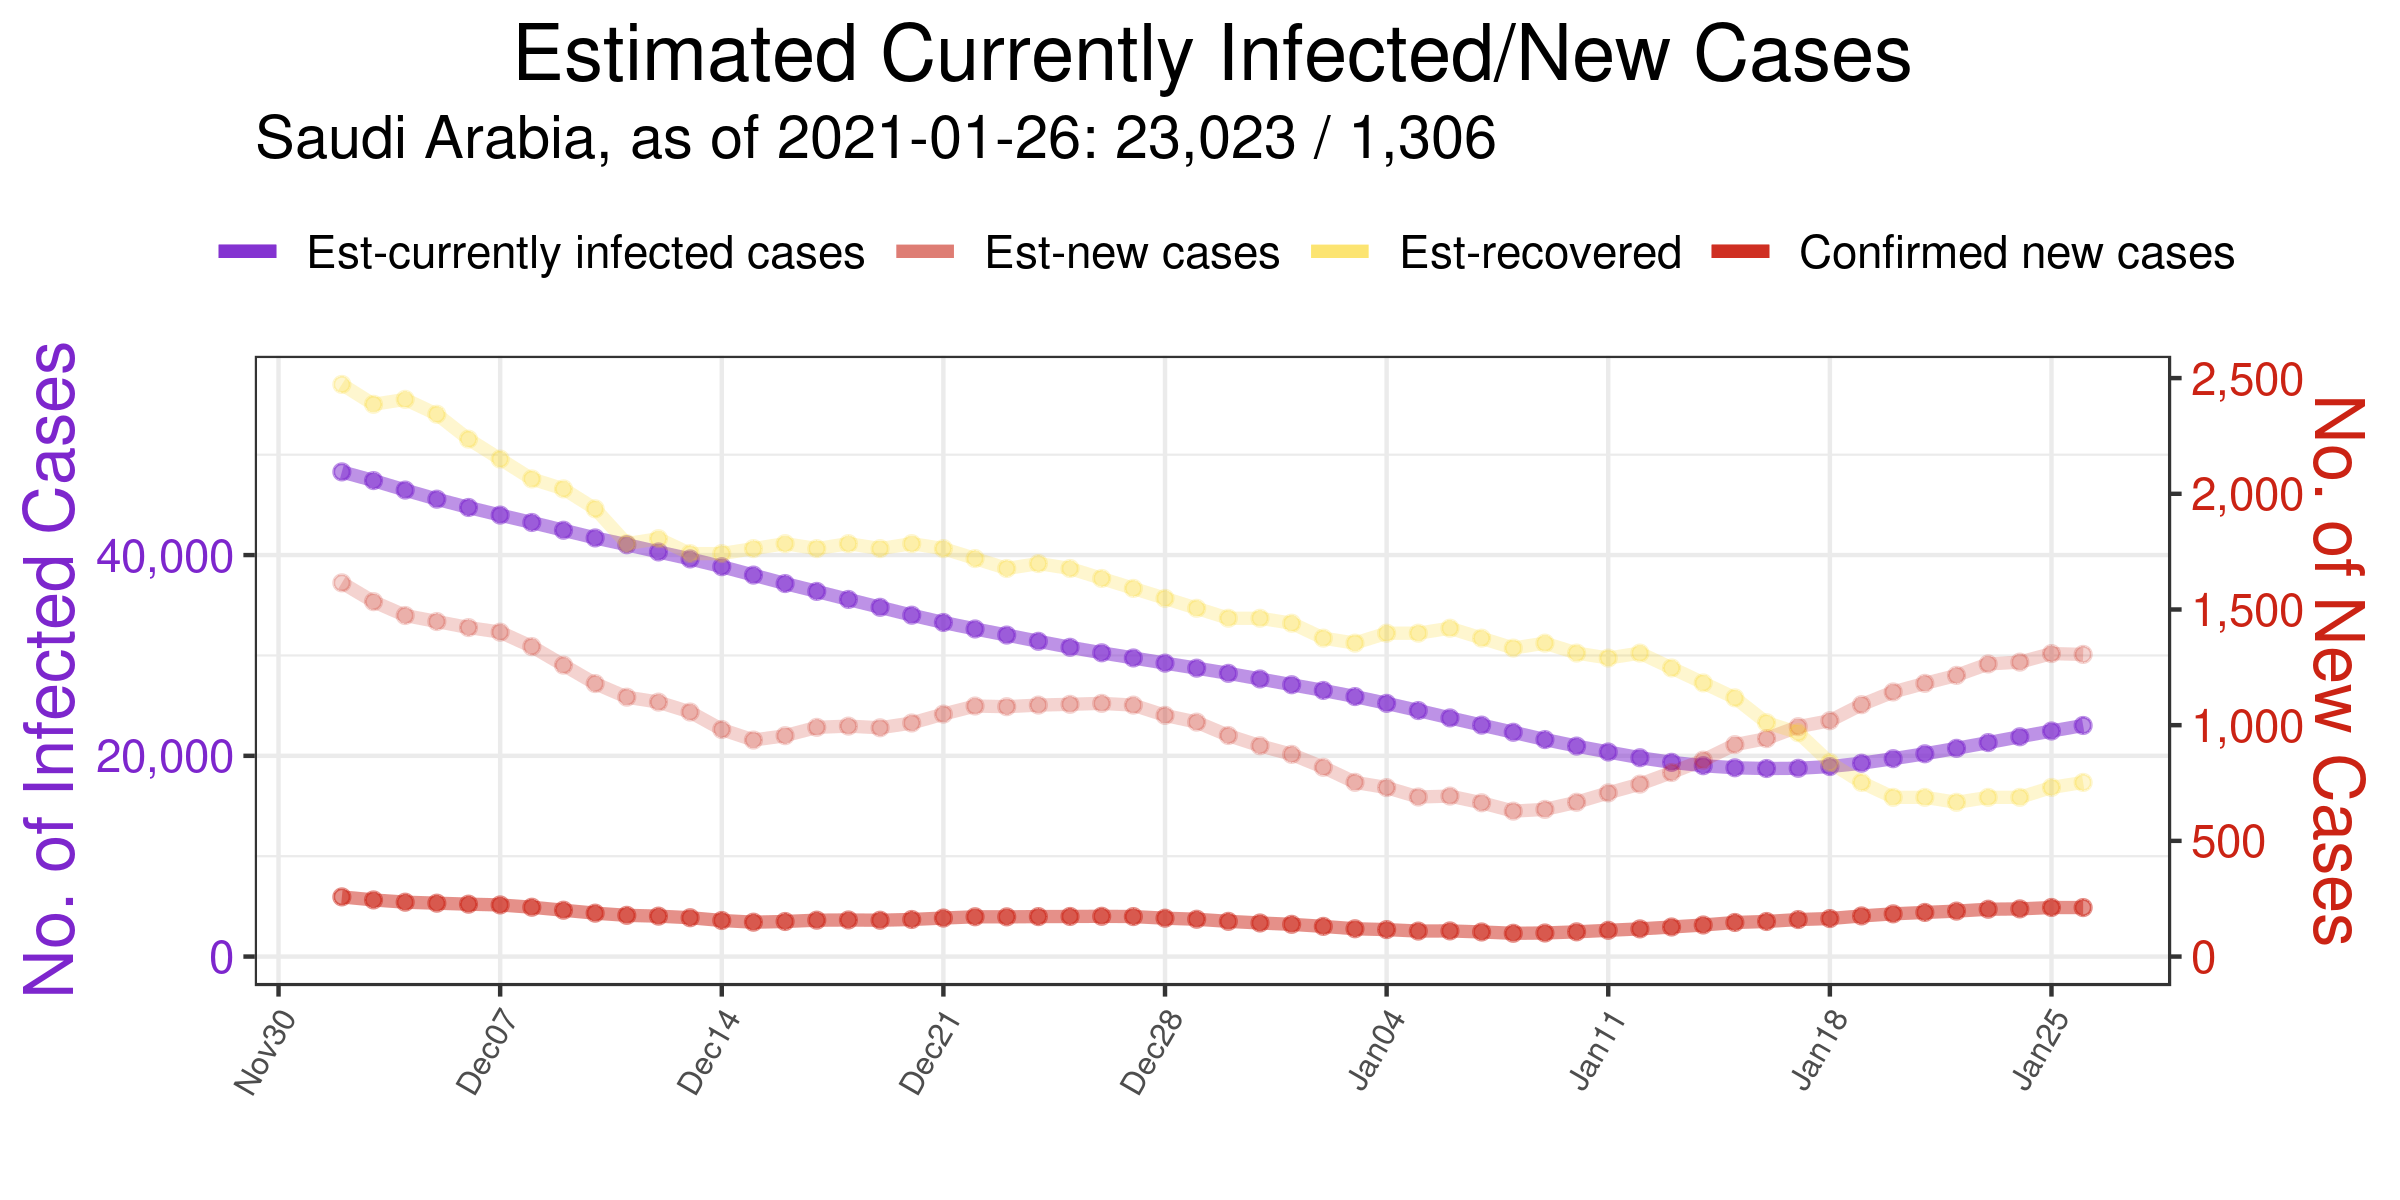 Estimated Currently Infected/New Cases
Saudi Arabia, as of 2021-01-26: 23,023 / 1,306
Est-currently infected cases Est-new cases Est-recovered Confirmed new cases
No. of Infected Cases
40,000
20,000
0
2,500
2,000
1,500
1,000
500
0
No. of New Cases
Nov30 Dec07 Dec14 Dec21 Dec28 Jan04 Jan11 Jan18 Jan25